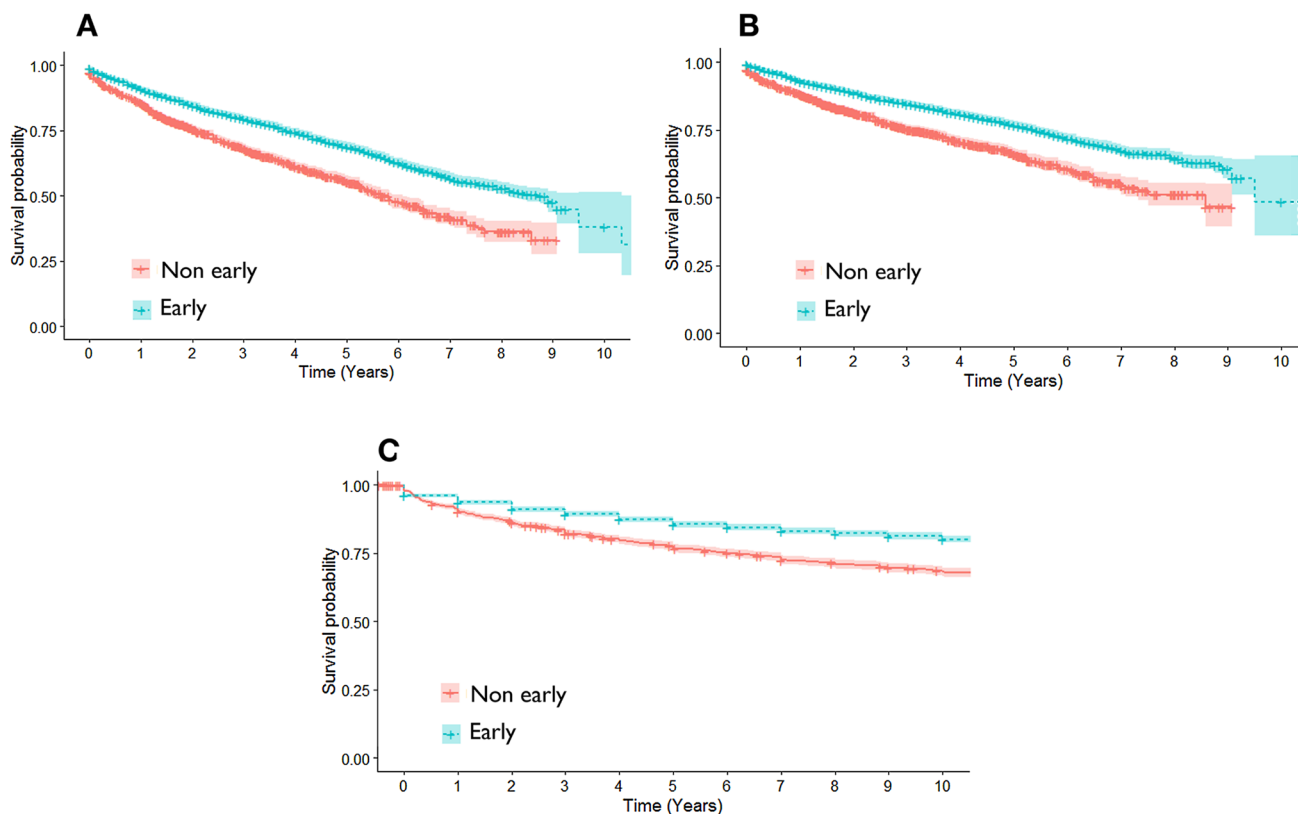 A
Survival probability
1.00
0.75
0.50
0.25
0.00
Non early
Early
0 1 2 3 4 5 6 7 8 9 10
Time (Years)
B
Survival probability
1.00
0.75
0.50
0.25
0.00
Non early
Early
0 1 2 3 4 5 6 7 8 9 10
Time (Years)
C
Survival probability
1.00
0.75
0.50
0.25
0.00
Non early
Early
0 1 2 3 4 5 6 7 8 9 10
Time (Years)